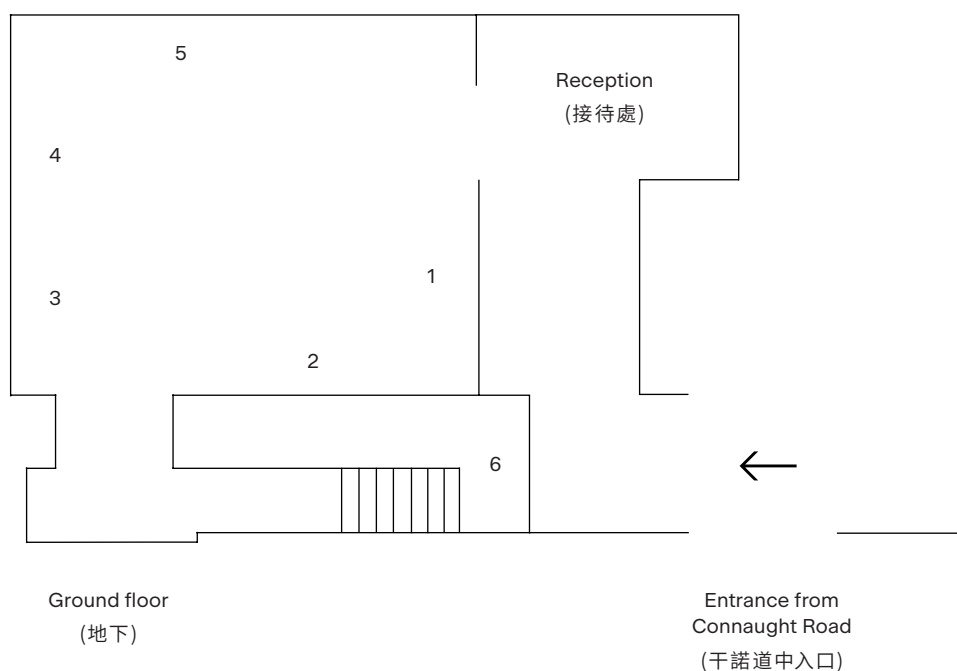 5
Reception
(接待處)
4
1
3
2
6
Ground floor
(地下)
Entrance from
Connaught Road
(干諾道中入口)